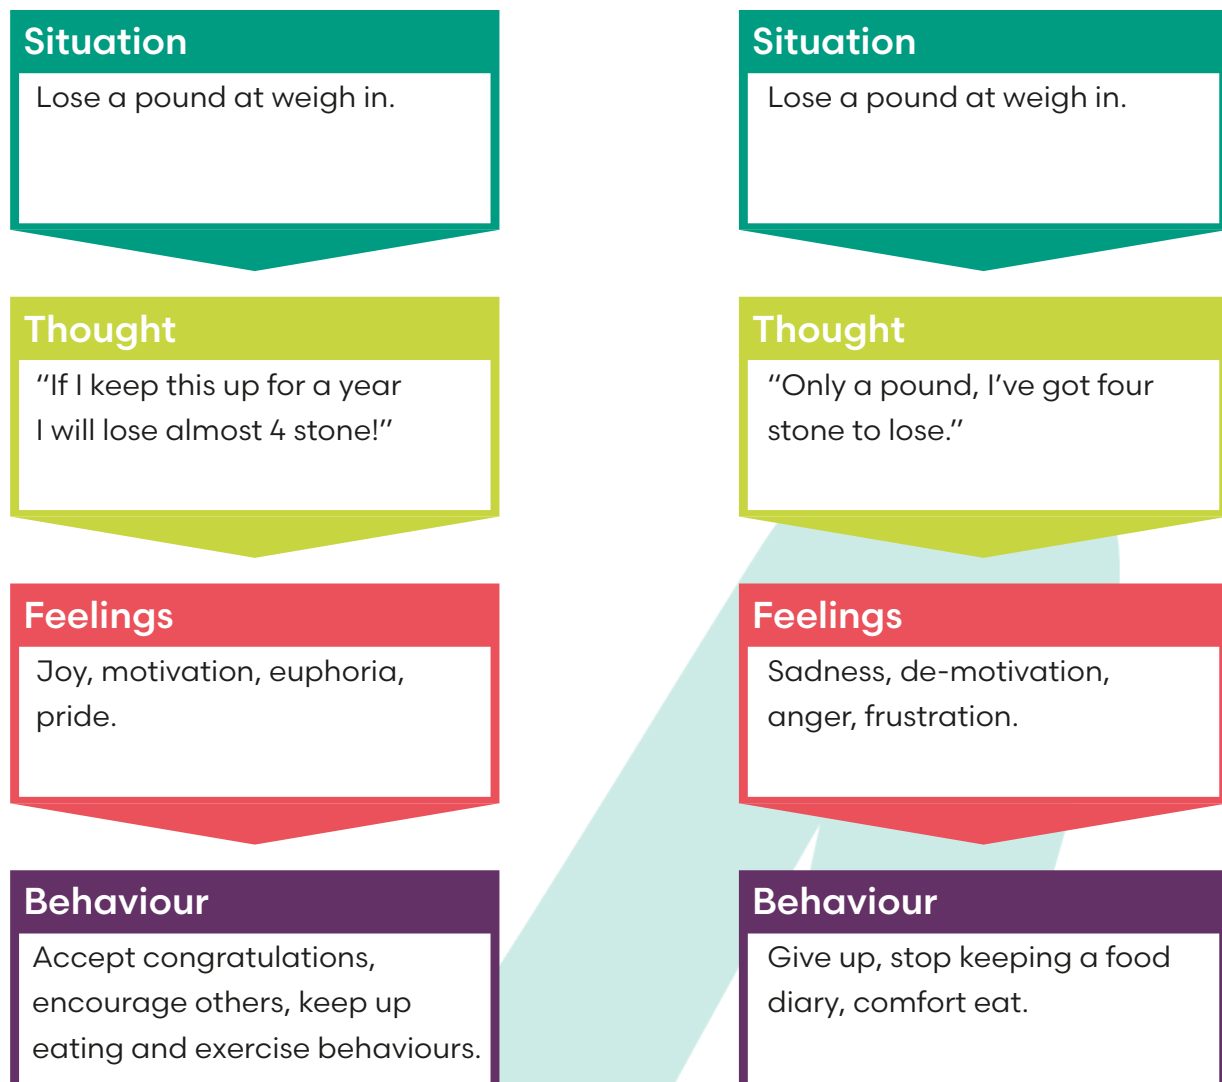 Situation
Lose a pound at weigh in.
Thought
“If I keep this up for a year
I will lose almost 4 stone!”
Feelings
Joy, motivation, euphoria,
pride.
Behaviour
Accept congratulations,
encourage others, keep up
eating and exercise behaviours.
Situation
Lose a pound at weigh in.
Thought
“Only a pound, I’ve got four
stone to lose.”
Feelings
Sadness, de-motivation,
anger, frustration.
Behaviour
Give up, stop keeping a food
diary, comfort eat.